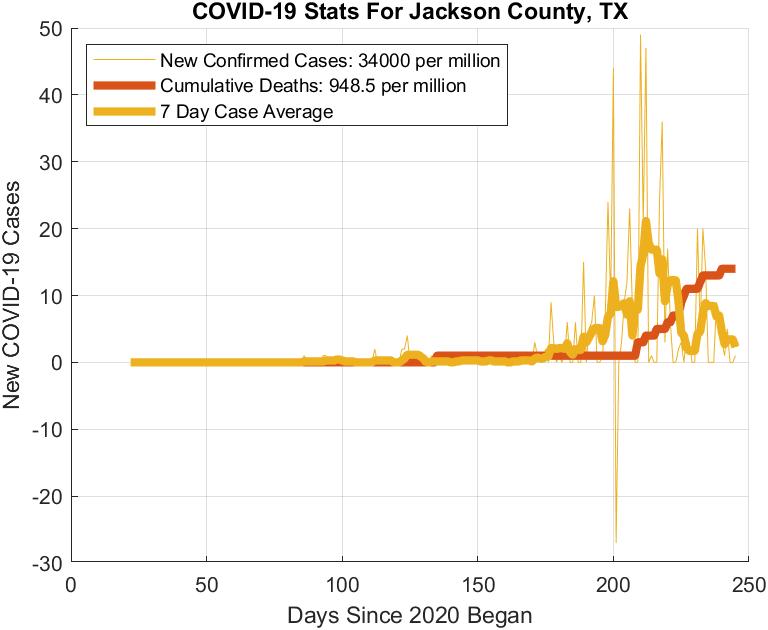 COVID-19 Stats For Jackson County, TX
New Confirmed Cases: 34000 per million
Cumulative Deaths: 948.5 per million
7 Day Case Average
New COVID-19 Cases
50
40
30
20
10
0
-10
-20
-30
0 50 100 150 200 250
Days Since 2020 Began